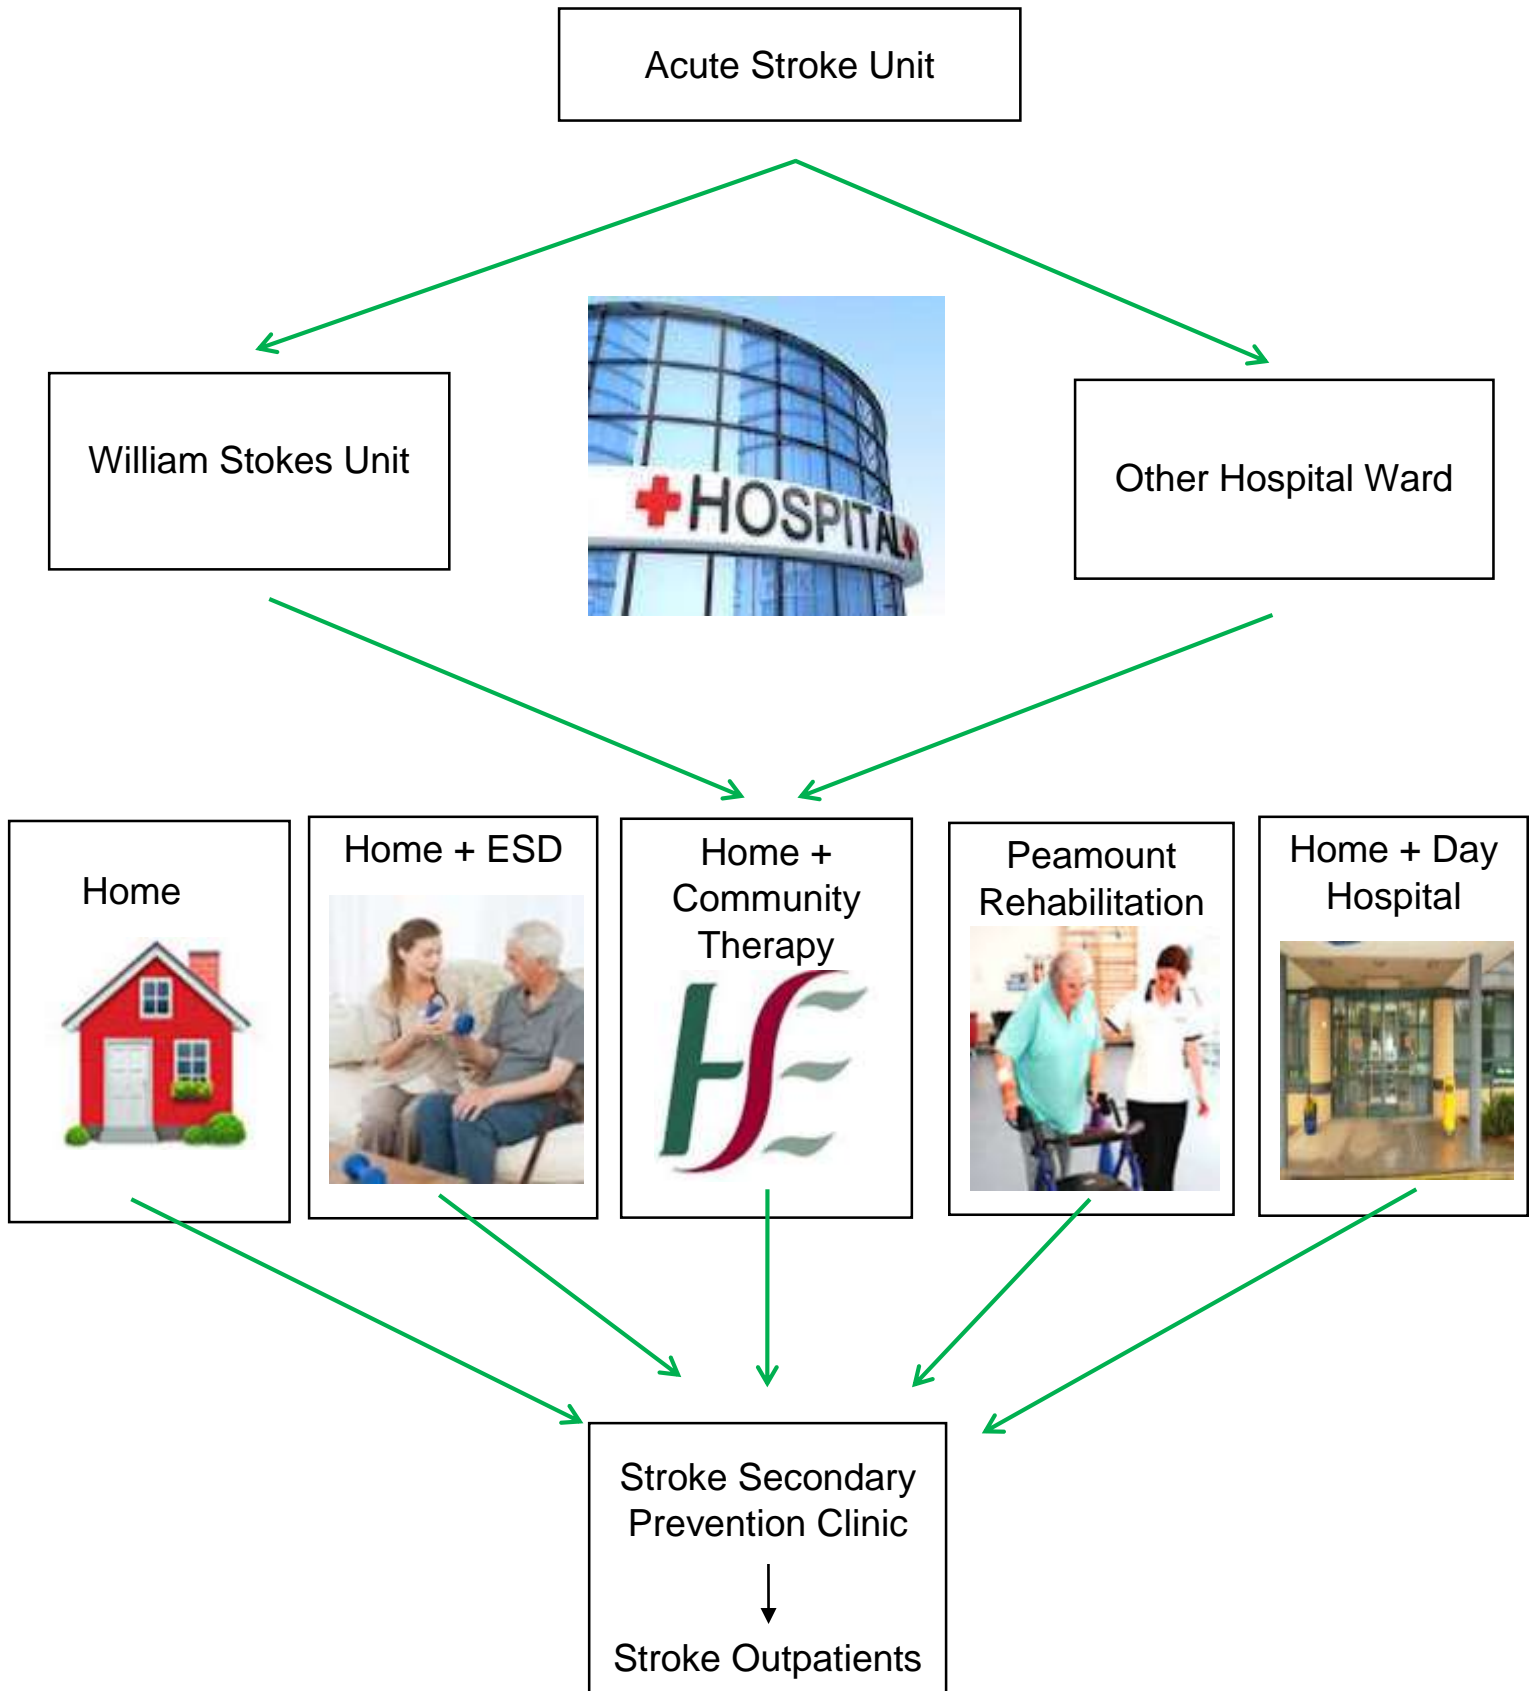 Acute Stroke Unit
William Stokes Unit
HOSPITAL
Other Hospital Ward
Home
Home + ESD
Home +
Community
Therapy
HSE
Peamount
Rehabilitation
Home + Day
Hospital
Stroke Secondary
Prevention Clinic
Stroke Outpatients